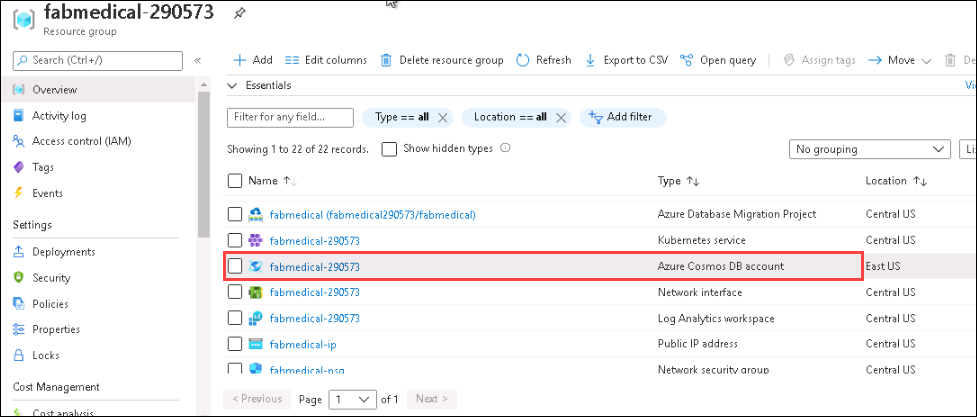 fabmedical-290573
Resource group
Search (Ctrl+/)
«
Add
Edit columns
Delete resource group
Refresh
Export to CSV
Open query
Assign tags
Move
De
Essentials
Vi
Overview
Activity log
Access control (IAM)
Tags
Events
Settings
Deployments
Security
Policies
Properties
Locks
Cost Management
Cost analysis
Filter for any field...
Type == all
Location == all
Add filter
Showing 1 to 22 of 22 records.
Show hidden types
No grouping
Lis
Name ↑↓ Type ↑↓ Location ↑↓
fabmedical (fabmedical290573/fabmedical) Azure Database Migration Project Central US
fabmedical-290573 Kubernetes service Central US
fabmedical-290573 Azure Cosmos DB account East US
fabmedical-290573 Network interface Central US
fabmedical-290573 Log Analytics workspace Central US
fabmedical-ip Public IP address Central US
fabmedical-nsg Network security group Central US
< Previous Page 1 of 1 Next >